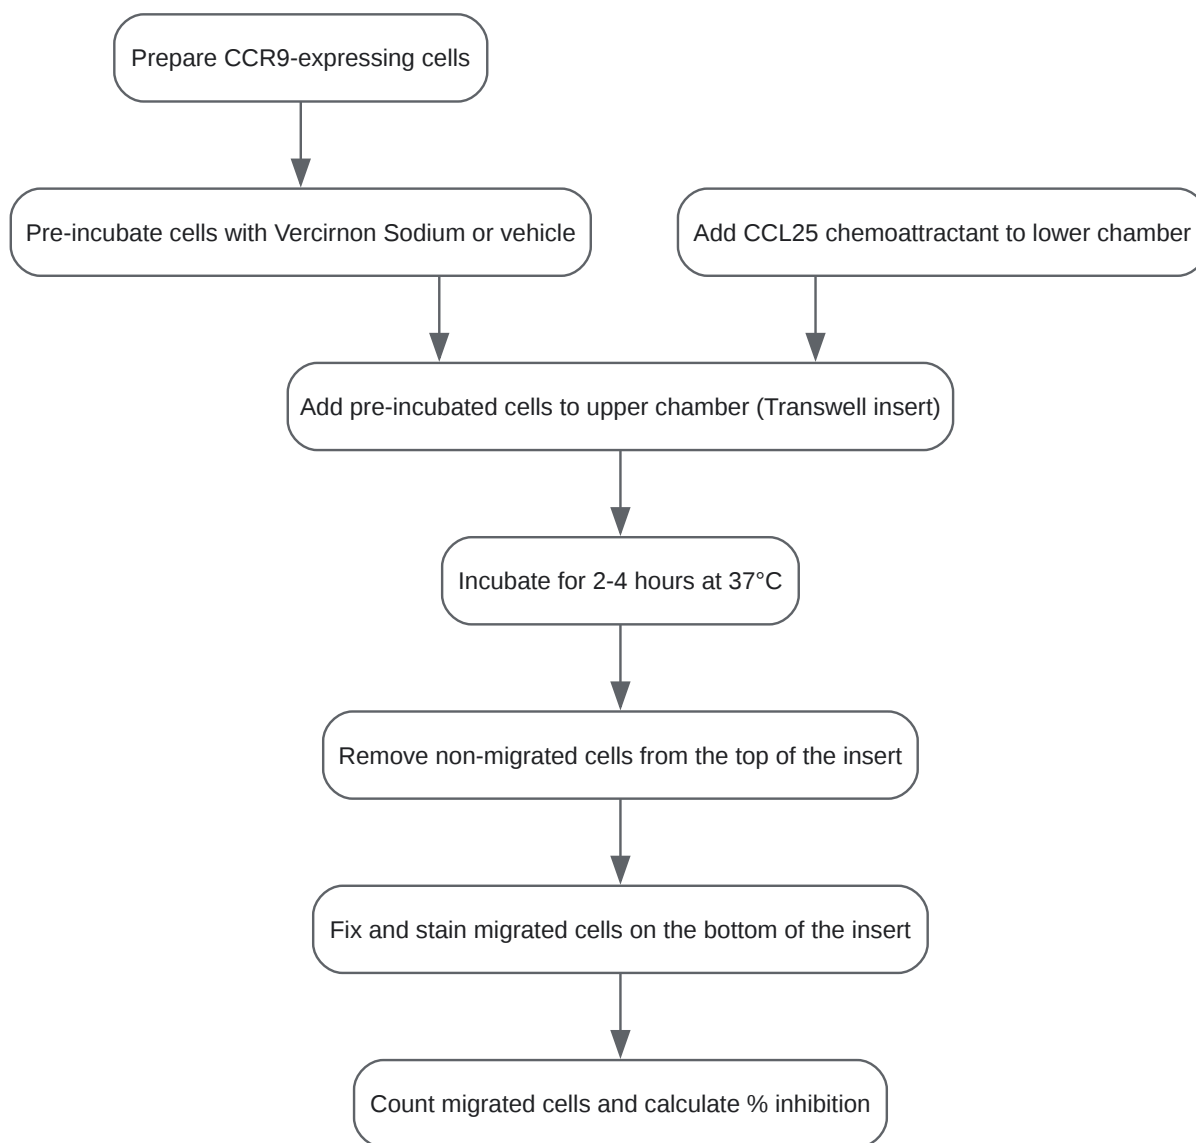 Prepare CCR9-expressing cells
Pre-incubate cells with Vercirnon Sodium or vehicle
Add CCL25 chemoattractant to lower chamber
Add pre-incubated cells to upper chamber (Transwell insert)
Incubate for 2-4 hours at 37°C
Remove non-migrated cells from the top of the insert
Fix and stain migrated cells on the bottom of the insert
Count migrated cells and calculate % inhibition